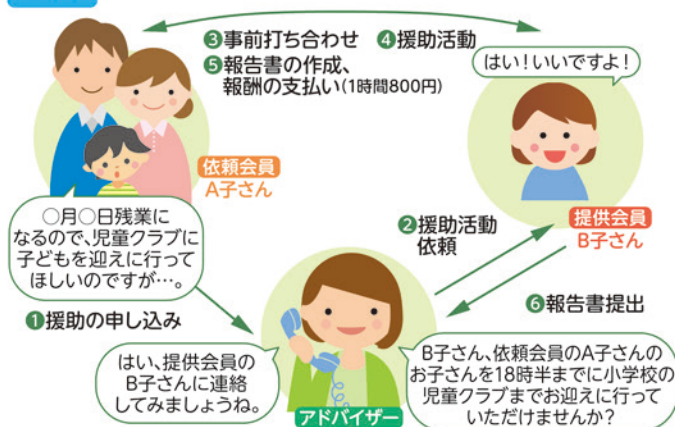 ❸事前打ち合わせ ❹援助活動
❺報告書の作成、
報酬の支払い(1時間800円)
はい!いいですよ!
依頼会員
A子さん
○月○日残業に
なるので、児童クラブに
子どもを迎えに行って
ほしいのですが…。
❷援助活動
依頼
提供会員
B子さん
❶援助の申し込み
❻報告書提出
はい、提供会員の
B子さんに連絡
してみましょうね。
B子さん、依頼会員のA子さんの
お子さんを18時半までに小学校の
児童クラブまでお迎えに行って
いただけませんか?
アドバイザー